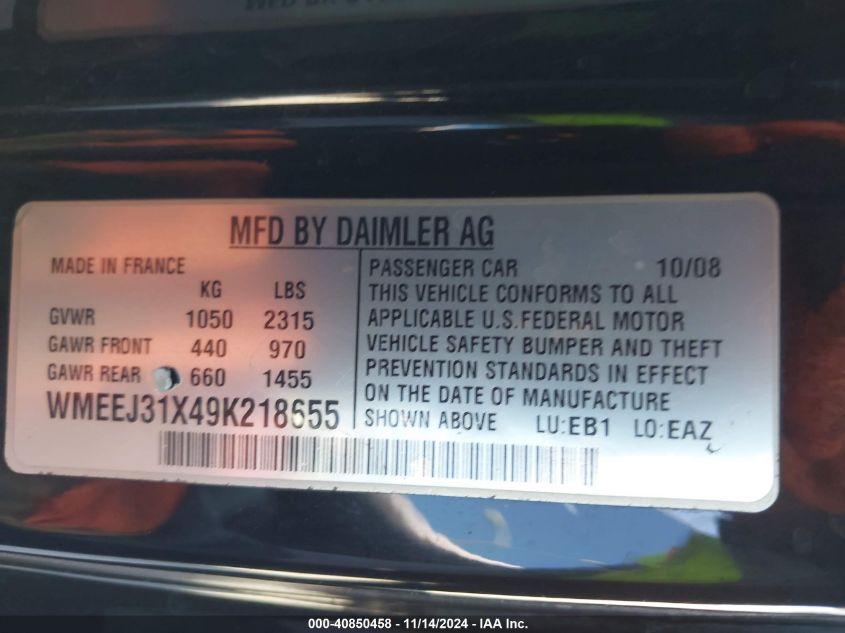 MFD BY DAIMLER AG
MADE IN FRANCE
KG LBS
GVWR 1050 2315
GAWR FRONT 440 970
GAWR REAR 660 1455
WMEEJ31X49K218655
PASSENGER CAR 10/08
THIS VEHICLE CONFORMS TO ALL
APPLICABLE U.S.FEDERAL MOTOR
VEHICLE SAFETY BUMPER AND THEFT
PREVENTION STANDARDS IN EFFECT
ON THE DATE OF MANUFACTURE
SHOWN ABOVE LU:EB1 LO:EAZ
000-40850458 - 11/14/2024 - IAA Inc.